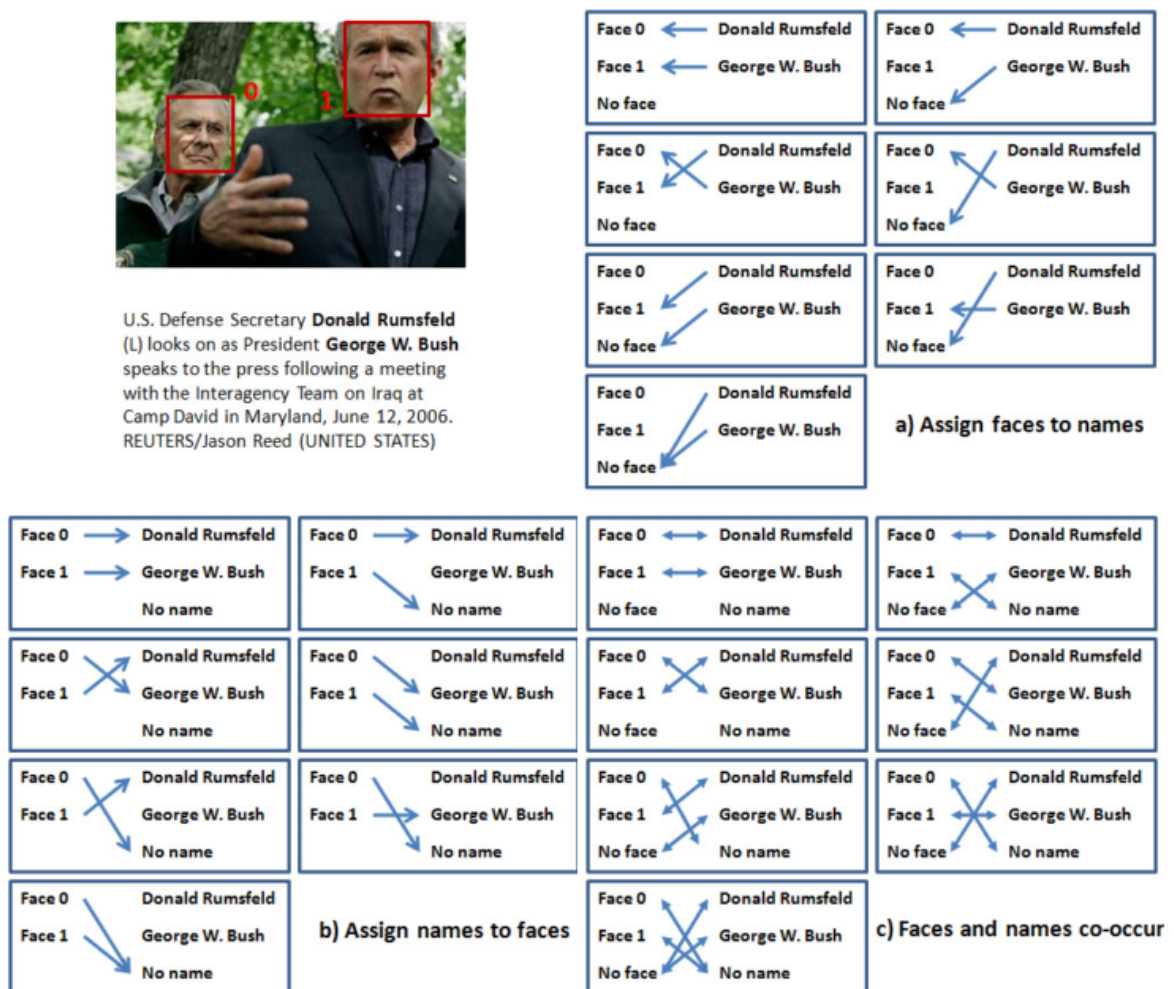 0
1
U.S. Defense Secretary Donald Rumsfeld
(L) looks on as President George W. Bush
speaks to the press following a meeting
with the Interagency Team on Iraq at
Camp David in Maryland, June 12, 2006.
REUTERS/Jason Reed (UNITED STATES)
Face 0 Donald Rumsfeld
Face 1 George W. Bush
No face
Face 0 Donald Rumsfeld
Face 1 George W. Bush
No face
Face 0 Donald Rumsfeld
Face 1 George W. Bush
No face
Face 0 Donald Rumsfeld
Face 1 George W. Bush
No face
Face 0 Donald Rumsfeld
Face 1 George W. Bush
No face
Face 0 Donald Rumsfeld
Face 1 George W. Bush
No face
Face 0 Donald Rumsfeld
Face 1 George W. Bush
No face
a) Assign faces to names
Face 0 Donald Rumsfeld
Face 1 George W. Bush
No name
Face 0 Donald Rumsfeld
Face 1 George W. Bush
No name
Face 0 Donald Rumsfeld
Face 1 George W. Bush
No name
Face 0 Donald Rumsfeld
Face 1 George W. Bush
No name
Face 0 Donald Rumsfeld
Face 1 George W. Bush
No name
Face 0 Donald Rumsfeld
Face 1 George W. Bush
No name
Face 0 Donald Rumsfeld
Face 1 George W. Bush
No name
b) Assign names to faces
Face 0 Donald Rumsfeld
Face 1 George W. Bush
No face No name
Face 0 Donald Rumsfeld
Face 1 George W. Bush
No face No name
Face 0 Donald Rumsfeld
Face 1 George W. Bush
No face No name
Face 0 Donald Rumsfeld
Face 1 George W. Bush
No face No name
Face 0 Donald Rumsfeld
Face 1 George W. Bush
No face No name
Face 0 Donald Rumsfeld
Face 1 George W. Bush
No face No name
Face 0 Donald Rumsfeld
Face 1 George W. Bush
No face No name
c) Faces and names co-occur